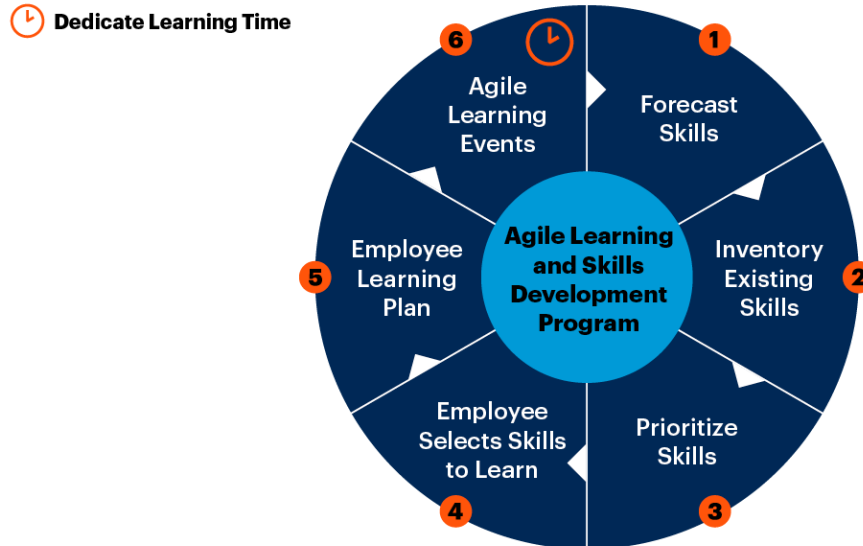 Dedicate Learning Time
1
Forecast
Skills
2
Inventory
Existing
Skills
3
Prioritize
Skills
4
Employee
Selects Skills
to Learn
5
Employee
Learning
Plan
6
Agile
Learning
Events
Agile Learning
and Skills
Development
Program